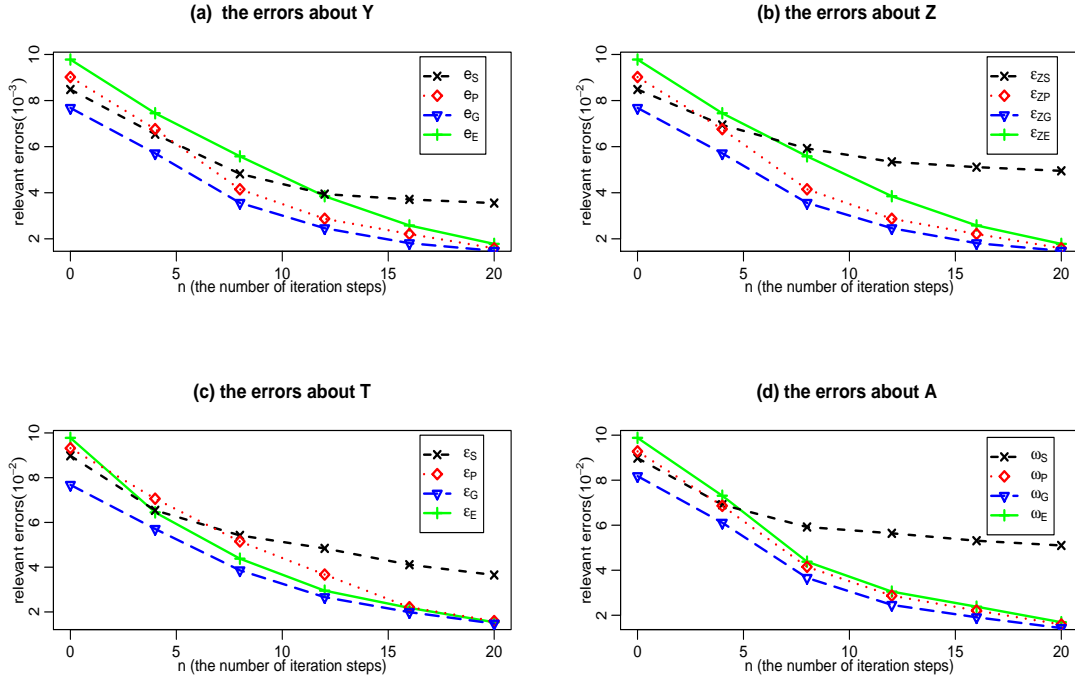 (a) the errors about Y
relevant errors(10⁻³)
10
8
6
4
2
e_S
e_P
e_G
e_E
0 5 10 15 20
n (the number of iteration steps)
(b) the errors about Z
relevant errors(10⁻²)
10
8
6
4
2
ε_ZS
ε_ZP
ε_ZG
ε_ZE
0 5 10 15 20
n (the number of iteration steps)
(c) the errors about T
relevant errors(10⁻²)
10
8
6
4
2
ε_S
ε_P
ε_G
ε_E
0 5 10 15 20
n (the number of iteration steps)
(d) the errors about A
relevant errors(10⁻²)
10
8
6
4
2
ω_S
ω_P
ω_G
ω_E
0 5 10 15 20
n (the number of iteration steps)